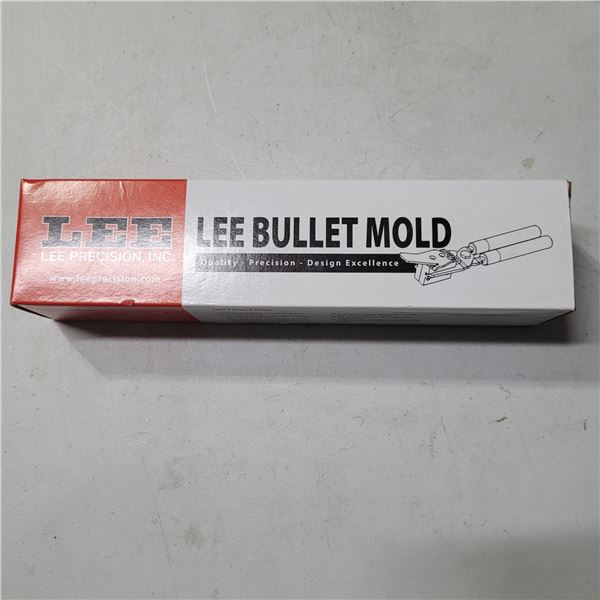 LEE
LEE PRECISION, INC.
www.leeprecision.com
LEE BULLET MOLD
Quality - Precision - Design Excellence